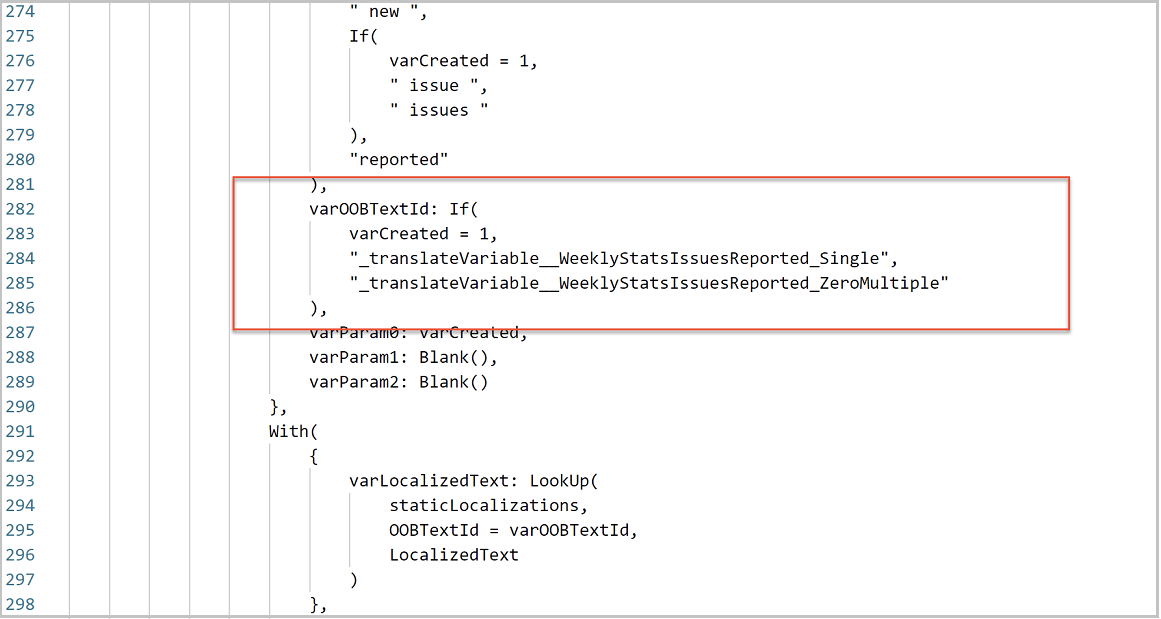 274 " new ",
275 If(
276 varCreated = 1,
277 " issue ",
278 " issues "
279 ),
280 "reported"
281 ),
282 varOOBTextId: If(
283 varCreated = 1,
284 "_translateVariable__WeeklyStatsIssuesReported_Single",
285 "_translateVariable__WeeklyStatsIssuesReported_ZeroMultiple"
286 ),
287 varParam0: varCreated,
288 varParam1: Blank(),
289 varParam2: Blank()
290 },
291 With(
292 {
293 varLocalizedText: LookUp(
294 staticLocalizations,
295 OOBTextId = varOOBTextId,
296 LocalizedText
297 )
298 },